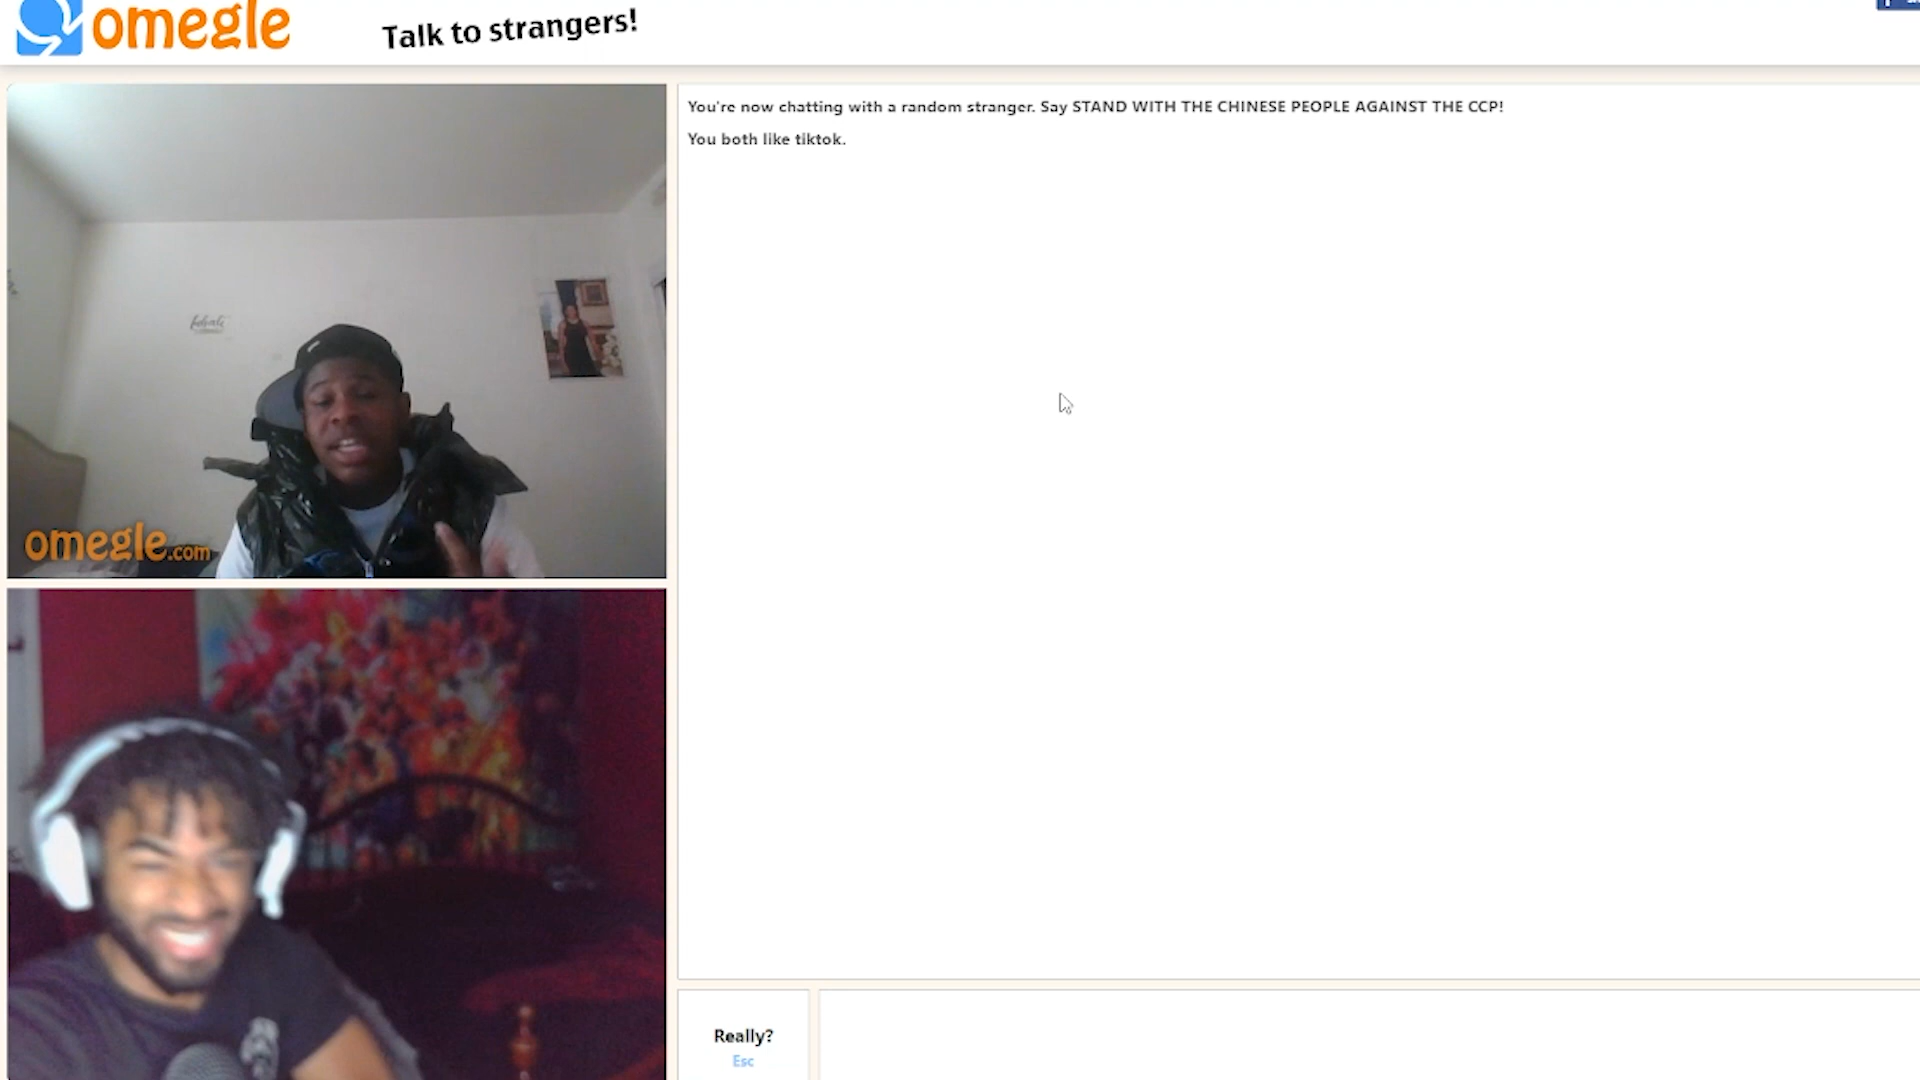 omegle
Talk to strangers!
You're now chatting with a random stranger. Say STAND WITH THE CHINESE PEOPLE AGAINST THE CCP!
You both like tiktok.
omegle.com
Really?
Esc